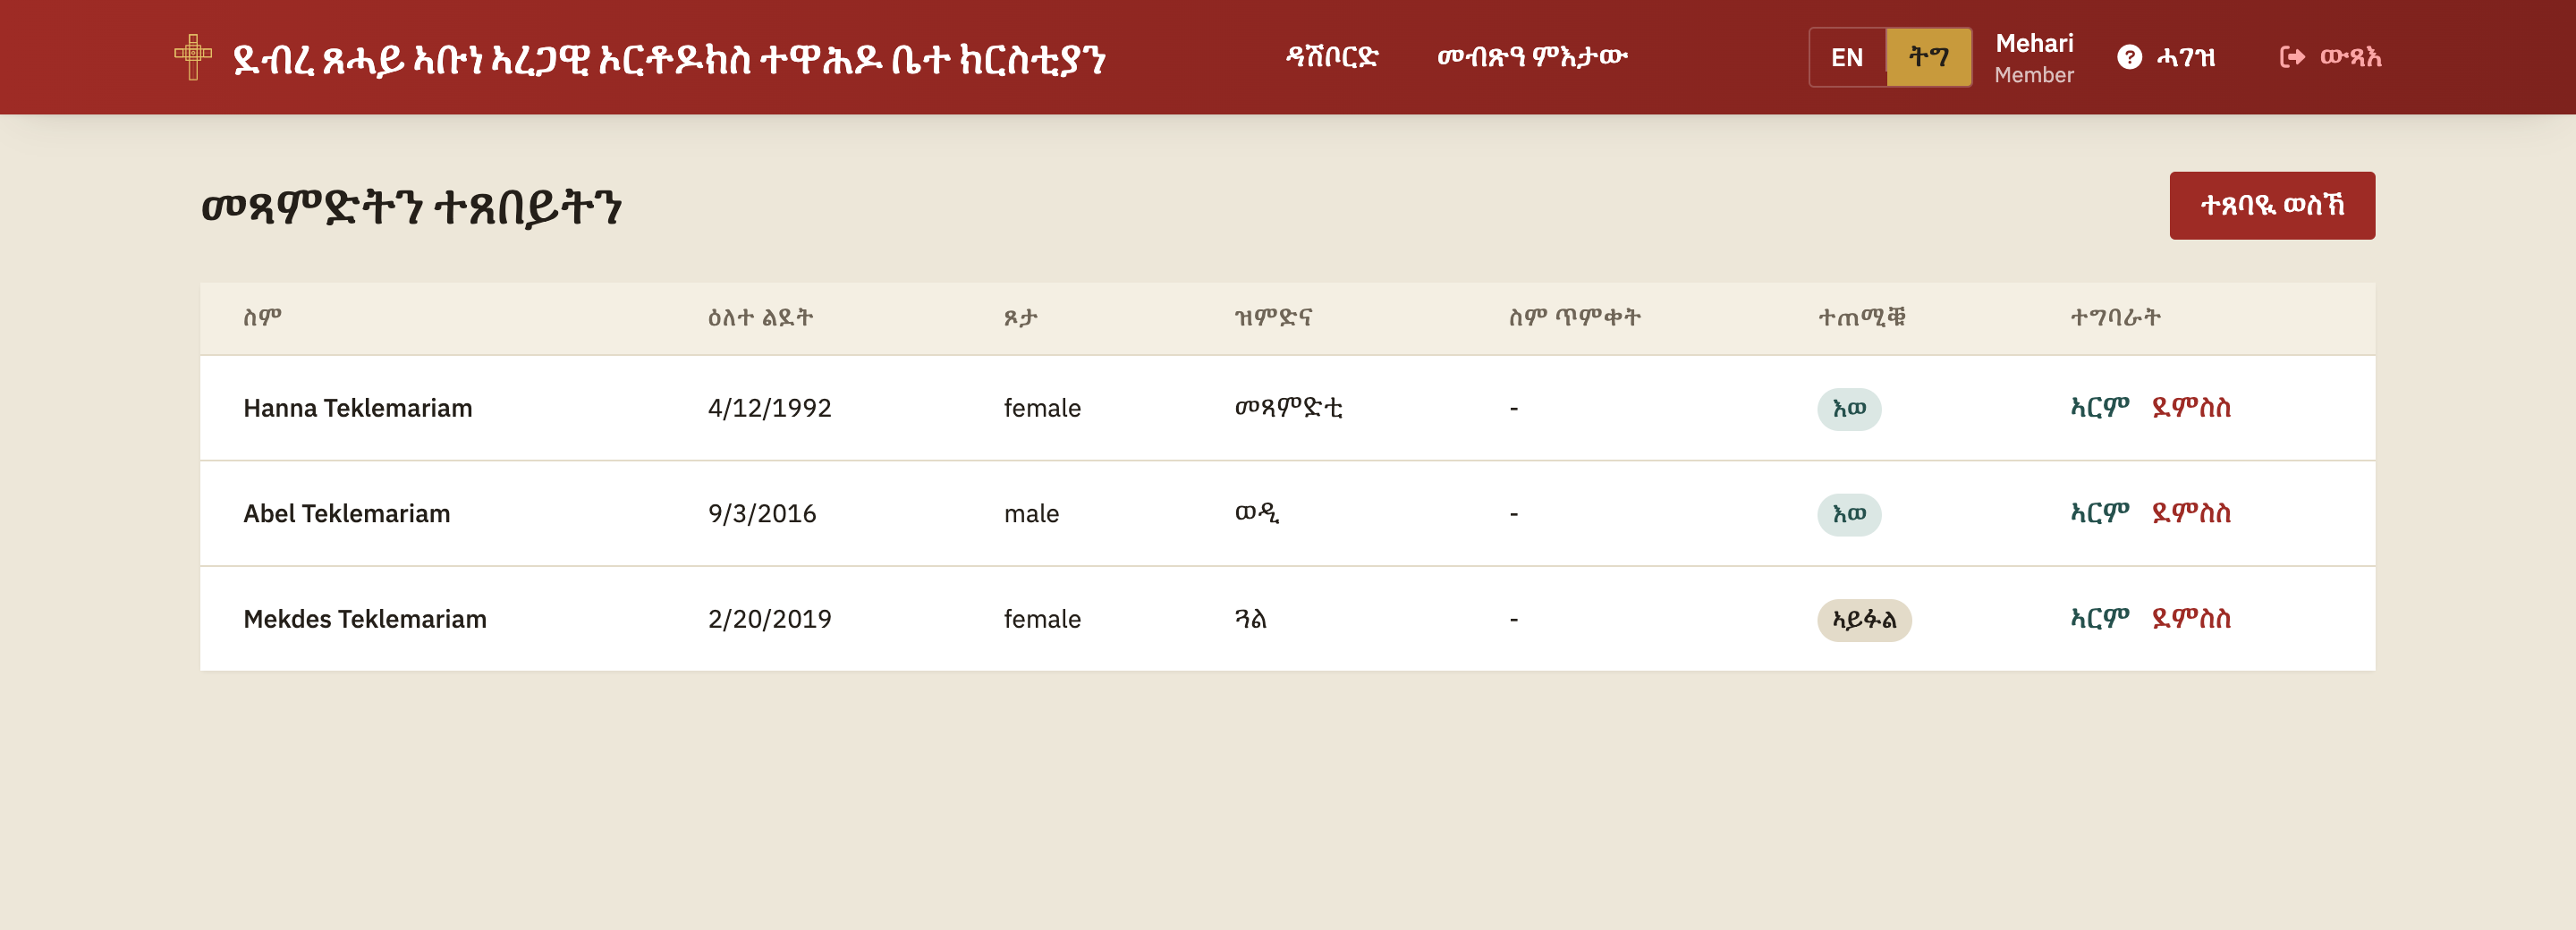 ደብረ ጸሓይ ኣቡነ ኣረጋዊ ኦርቶዶክስ ተዋሕዶ ቤተ ክርስቲያን
ዳሽቦርድ
መብጽዓ ምእታው
EN
ትግ
Mehari
Member
ሓገዝ
ውጻእ
መጻምድትን ተጸበይትን
ተጸባዪ ወስኽ
ስም ዕለተ ልደት ጾታ ዝምድና ስም ጥምቀት ተጠሚቑ ተግባራት
Hanna Teklemariam 4/12/1992 female መጻምድቲ - እወ ኣርም ደምስስ
Abel Teklemariam 9/3/2016 male ወዲ - እወ ኣርም ደምስስ
Mekdes Teklemariam 2/20/2019 female ጓል - ኣይፋል ኣርም ደምስስ